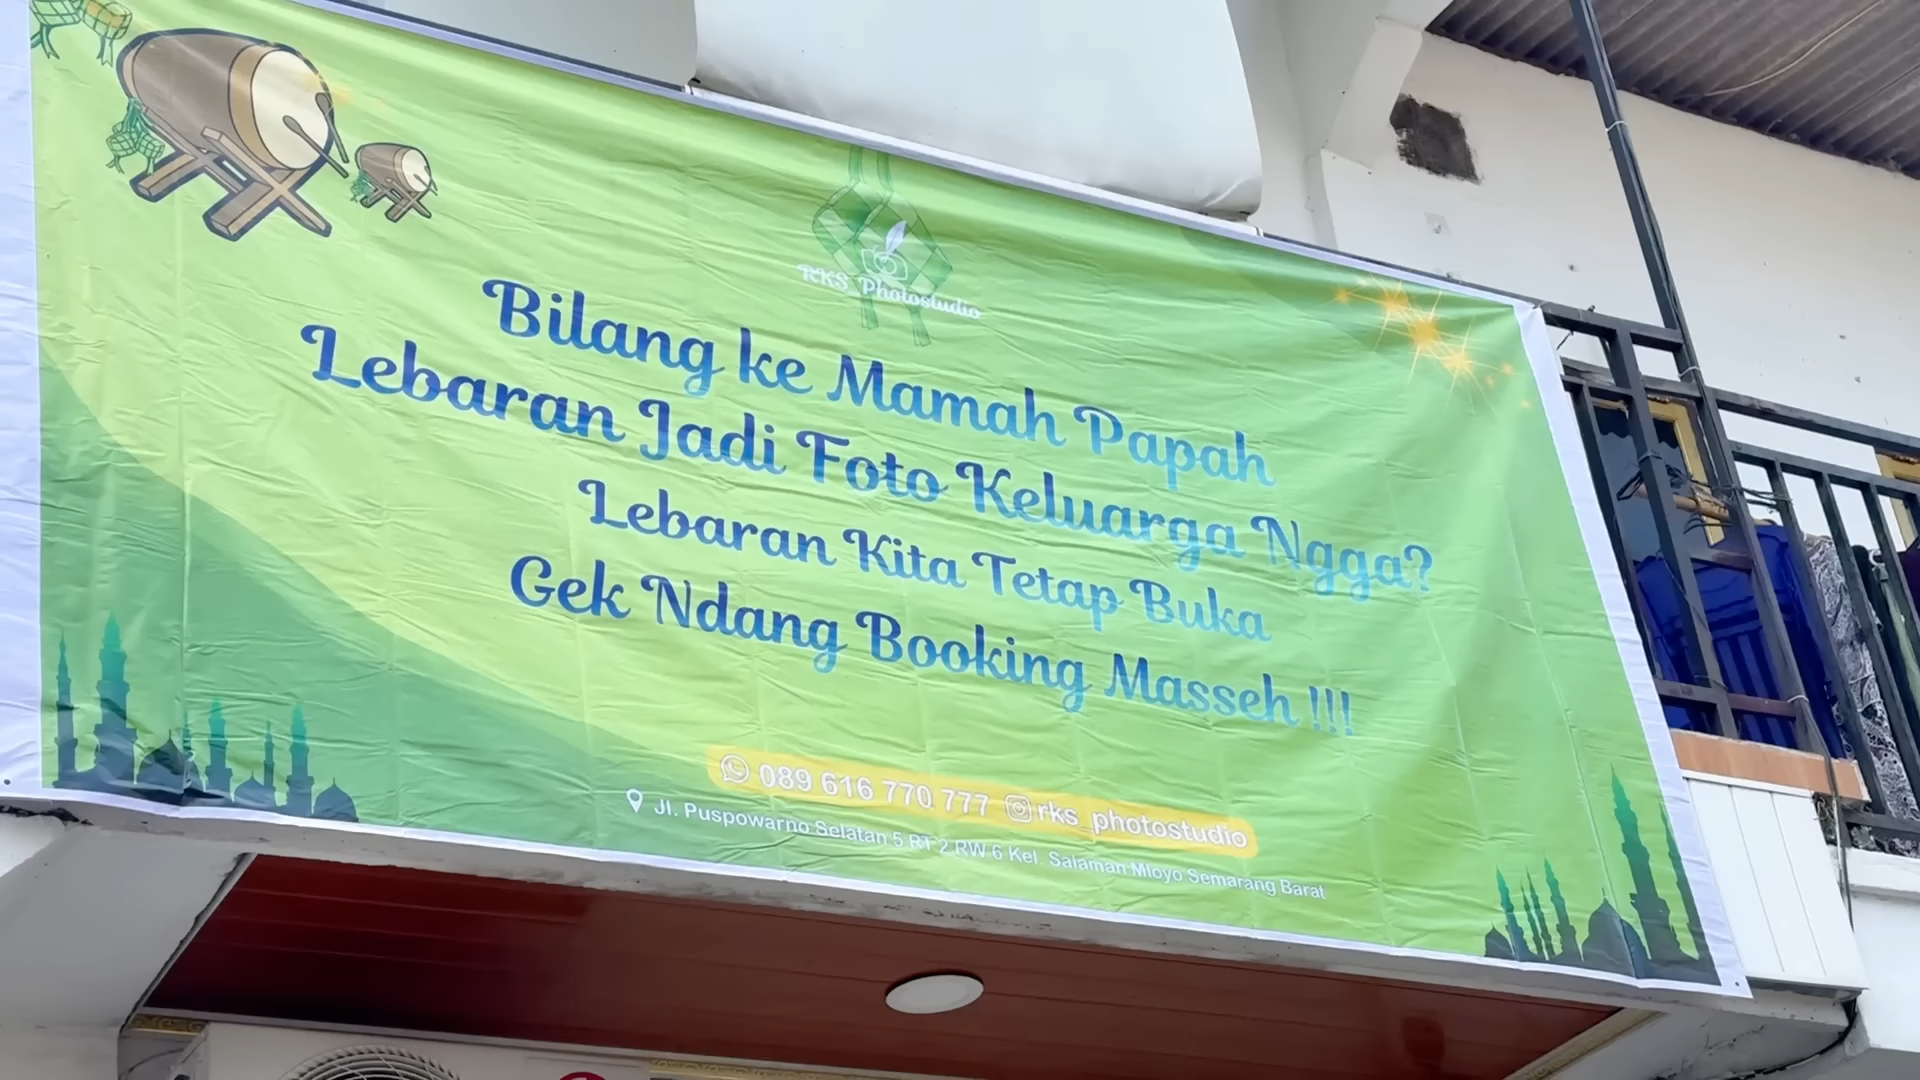 RKS Photostudio
Bilang ke Mamah Papah
Lebaran Jadi Foto Keluarga Ngga?
Lebaran Kita Tetap Buka
Gek Ndang Booking Masseh !!!
089 616 770 777 rks_photostudio
Jl. Puspowarno Selatan 5 RT 2 RW 6 Kel. Salaman Mloyo Semarang Barat